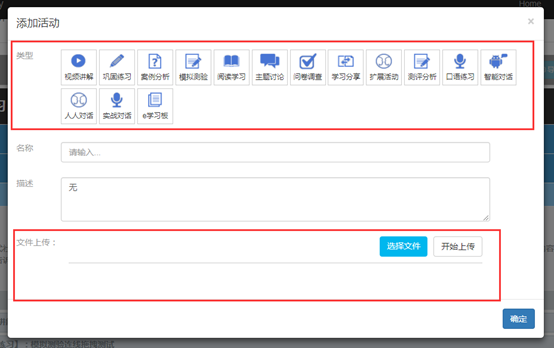 Home
添加活动 ×
类型
视频讲解 巩固练习 案例分析 模拟测验 阅读学习 主题讨论 问卷调查 学习分享 扩展活动 测评分析 口语练习 智能对话
人人对话 实战对话 e学习板
名称 请输入...
描述 无
文件上传： 选择文件 开始上传
确定